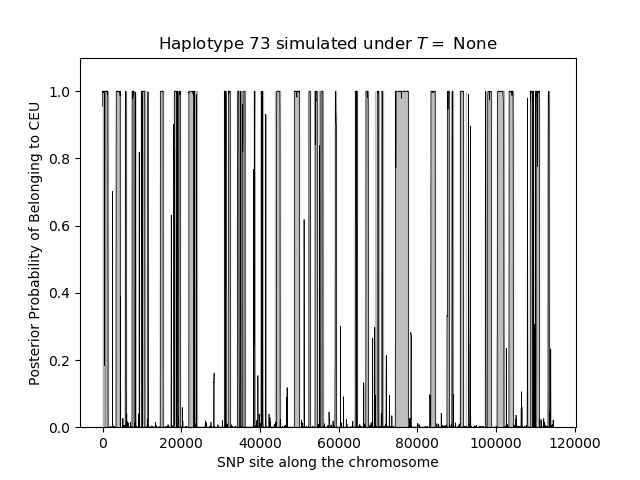 Haplotype 73 simulated under T = None
Posterior Probability of Belonging to CEU
1.0
0.8
0.6
0.4
0.2
0.0
0 20000 40000 60000 80000 100000 120000
SNP site along the chromosome